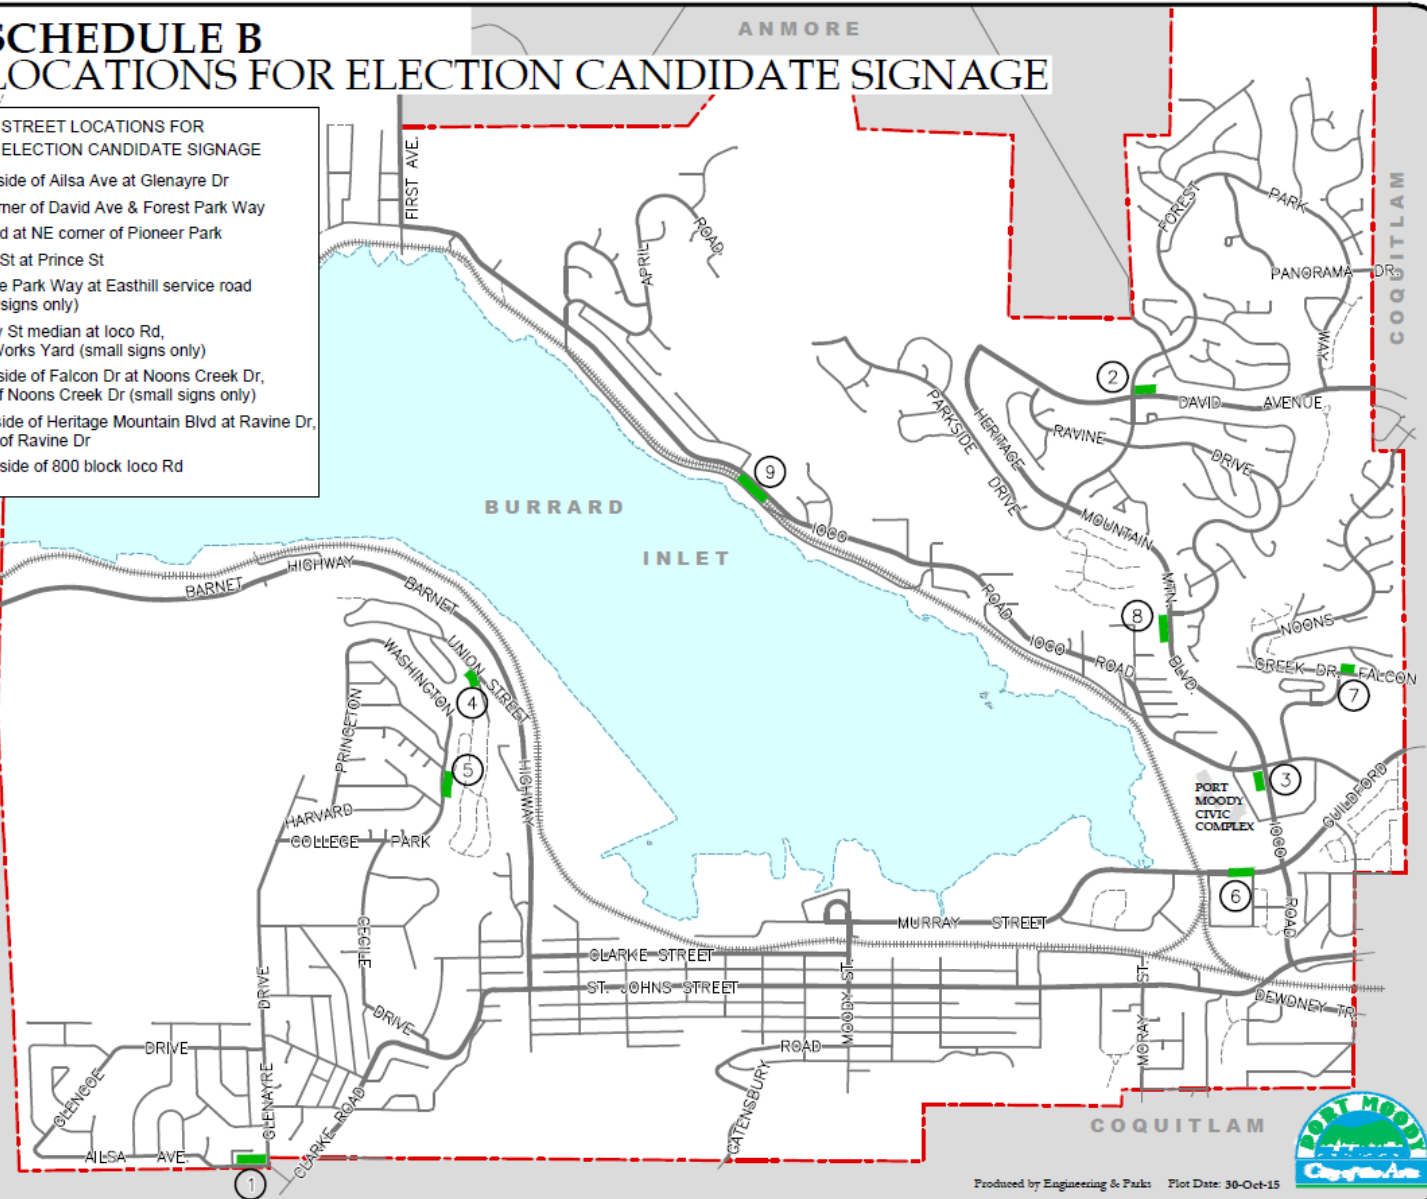 SCHEDULE B
LOCATIONS FOR ELECTION CANDIDATE SIGNAGE
STREET LOCATIONS FOR
ELECTION CANDIDATE SIGNAGE
side of Ailsa Ave at Glenayre Dr
rner of David Ave & Forest Park Way
d at NE corner of Pioneer Park
St at Prince St
e Park Way at Easthill service road
signs only)
y St median at Ioco Rd,
Works Yard (small signs only)
side of Falcon Dr at Noons Creek Dr,
f Noons Creek Dr (small signs only)
side of Heritage Mountain Blvd at Ravine Dr,
of Ravine Dr
side of 800 block Ioco Rd
ANMORE
COQUITLAM
FIRST AVE.
APRIL ROAD
FOREST PARK WAY
PANORAMA DR.
2
DAVID AVENUE
PARKSIDE DRIVE
HERITAGE MOUNTAIN
RAVINE DRIVE
9
BURRARD
INLET
IOCO ROAD
IOCO ROAD
MTN. BLVD.
8
NOONS
CREEK DR.
FALCON
7
BARNET HIGHWAY
BARNET HIGHWAY
UNION STREET
WASHINGTON
4
PRINCETON
5
HARVARD
COLLEGE PARK
3
PORT
MOODY
CIVIC
COMPLEX
IOCO ROAD
GUILDFORD
6
MURRAY STREET
CECILE DRIVE
CLARKE STREET
ST. JOHNS STREET
MOODY ST.
MORAY ST.
DEWDNEY TR.
DRIVE
GLENCOE DRIVE
GLENAYRE
CLARKE ROAD
GATENSBURY ROAD
AILSA AVE.
1
COQUITLAM
PORT MOODY
City of the Arts
Produced by Engineering & Parks Plot Date: 30-Oct-15